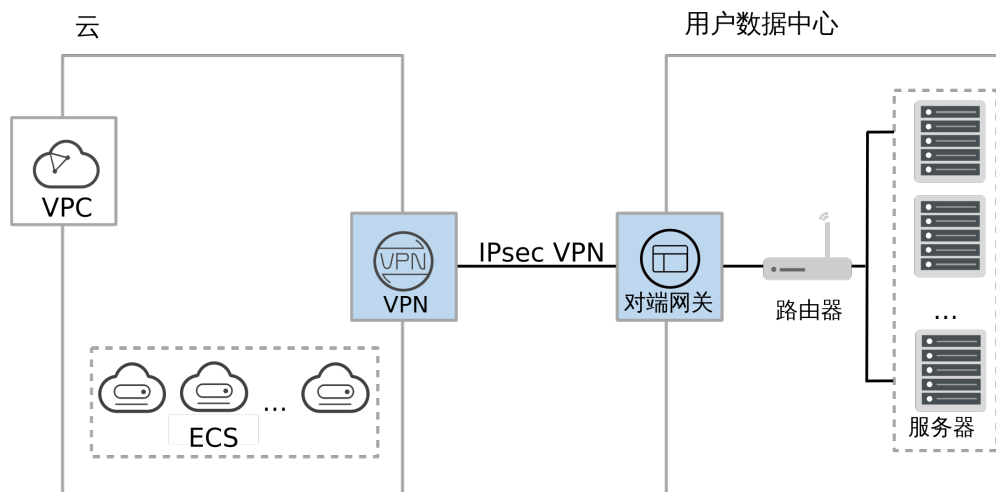 云
用户数据中心
VPC
VPN
IPsec VPN
VPN
对端网关
路由器
...
...
ECS
服务器